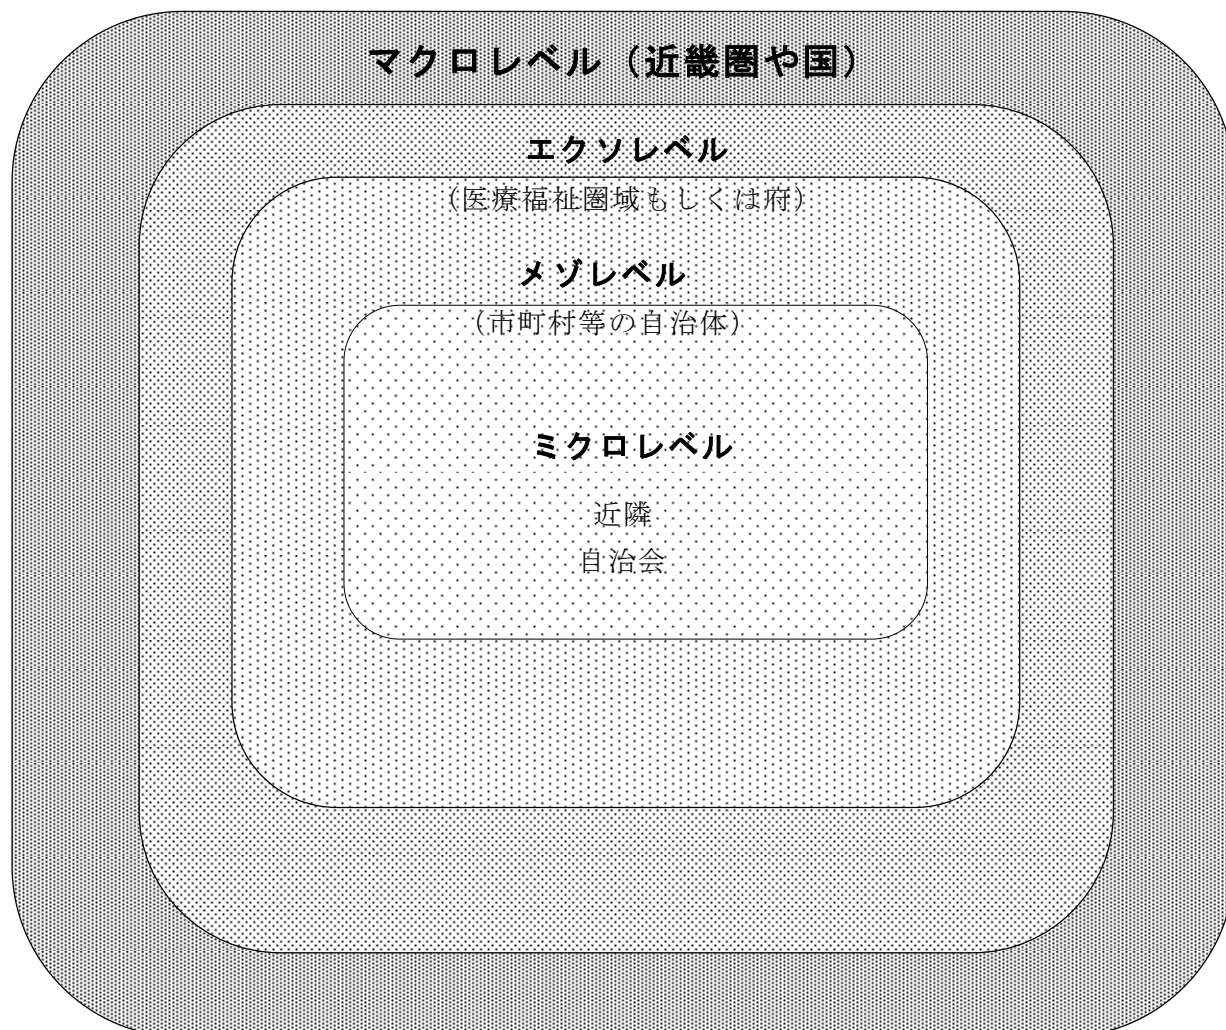 マクロレベル（近畿圏や国）
エクソレベル
（医療福祉圏域もしくは府）
メゾレベル
（市町村等の自治体）
ミクロレベル
近隣
自治会